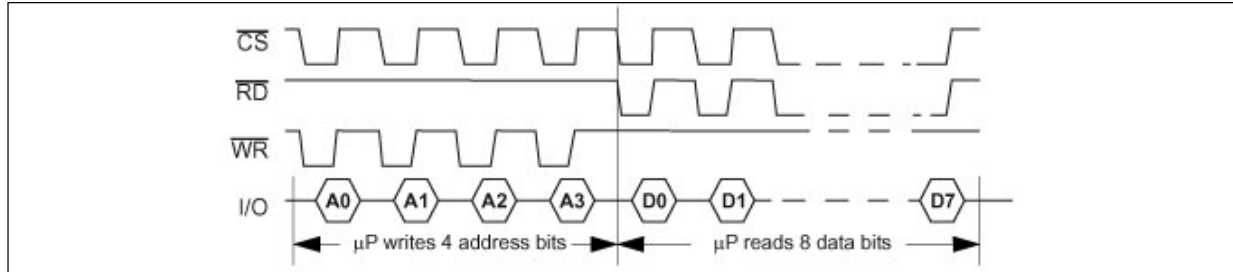 CS
RD
WR
I/O A0 A1 A2 A3 D0 D1 D7
μP writes 4 address bits μP reads 8 data bits